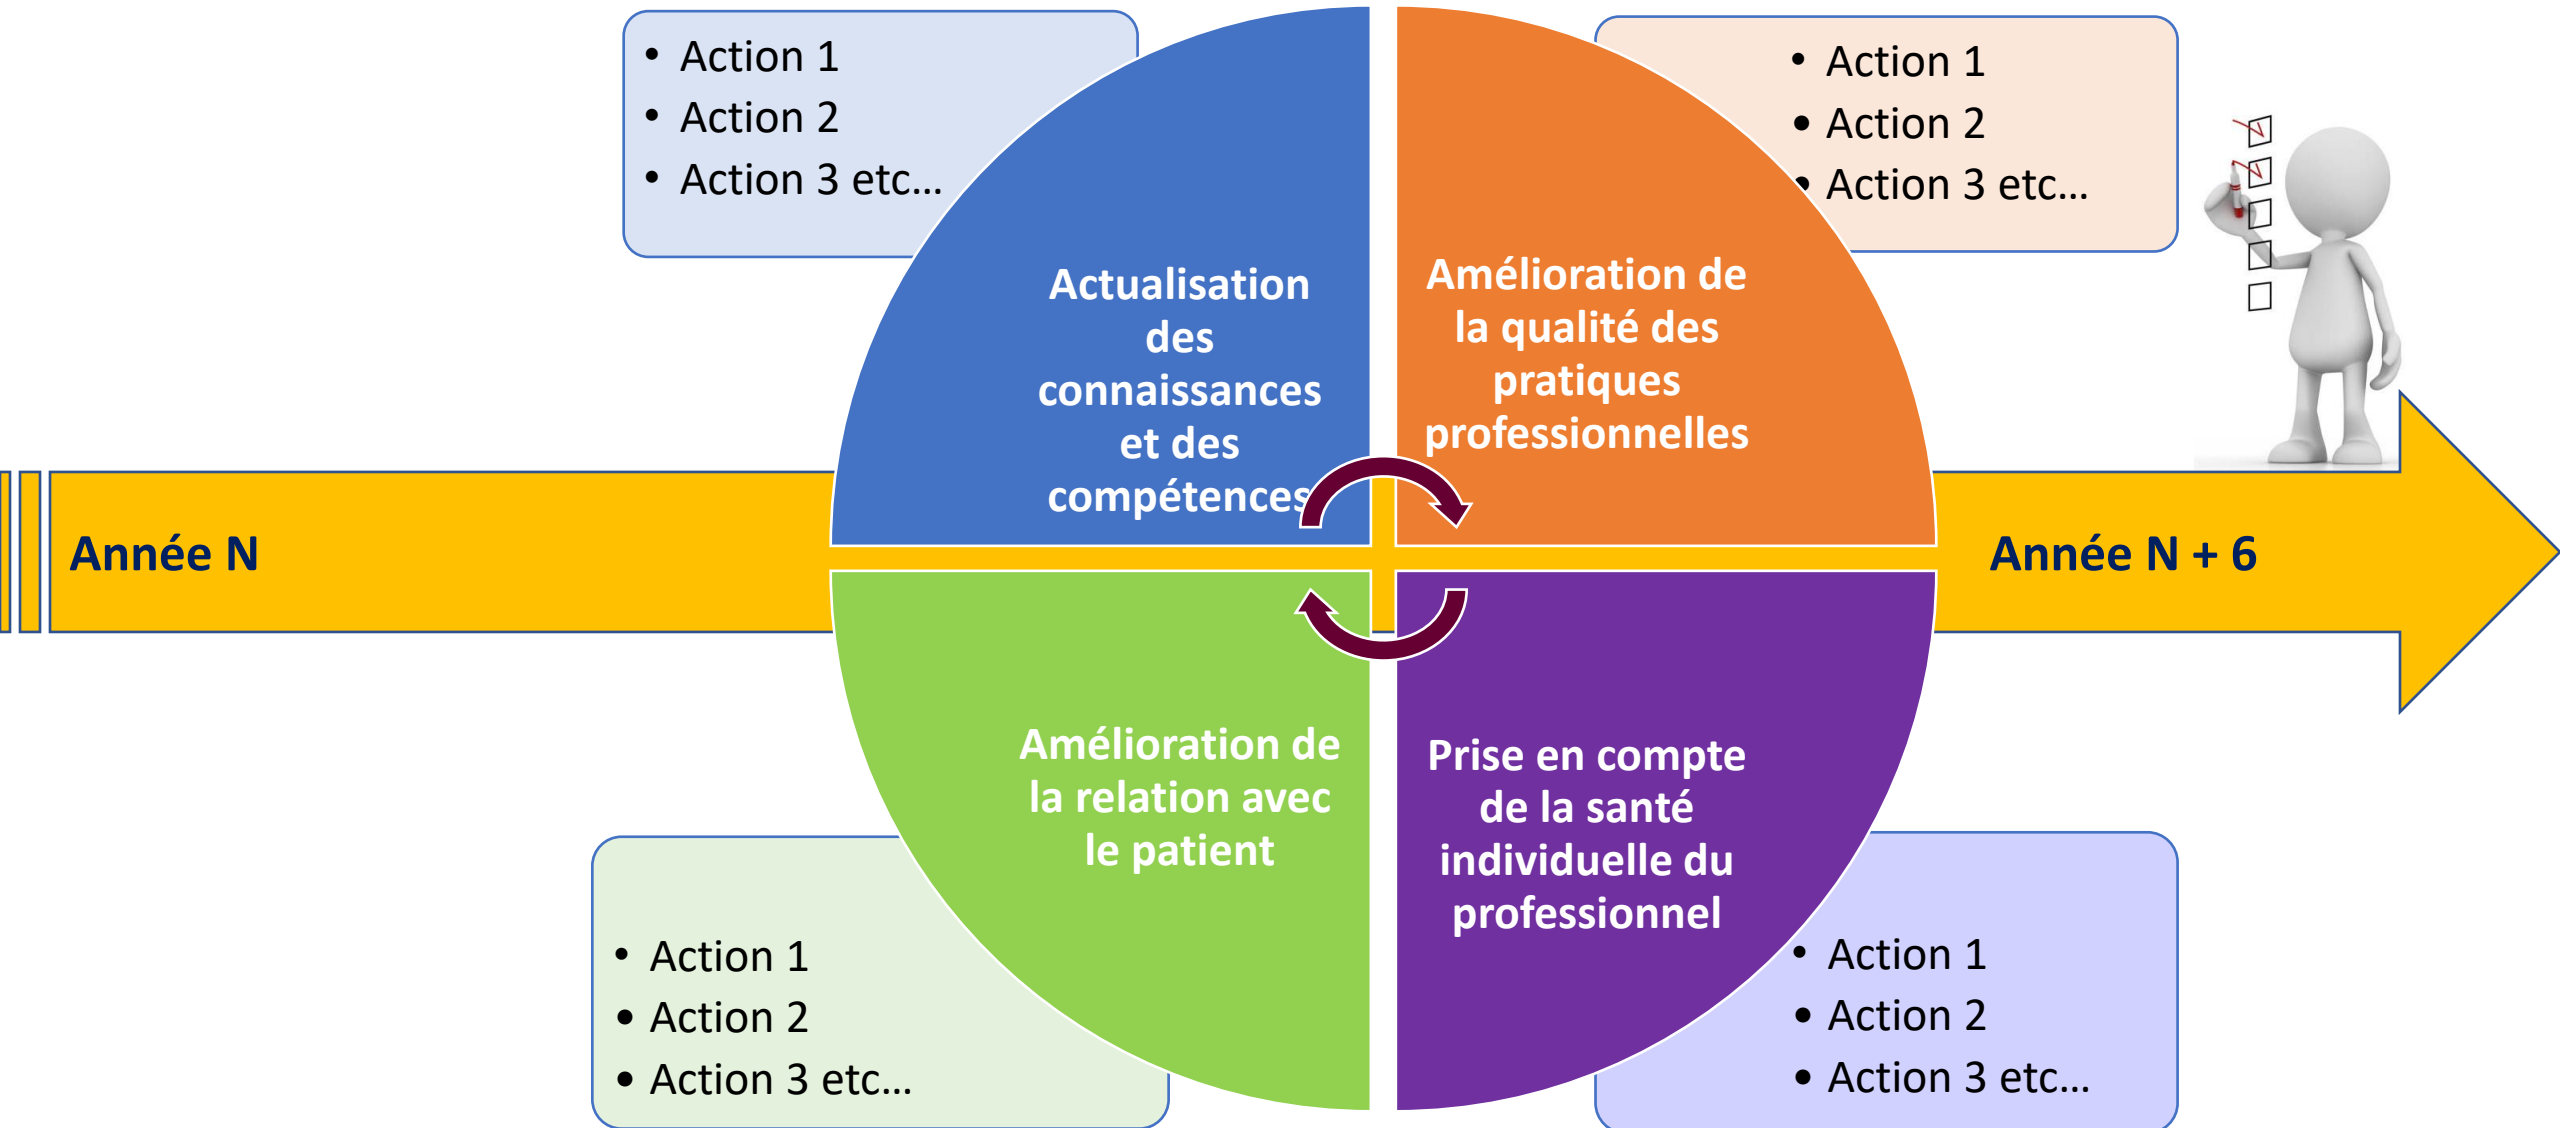 • Action 1
• Action 2
• Action 3 etc...
• Action 1
• Action 2
• Action 3 etc...
Actualisation
des
connaissances
et des
compétences
Amélioration de
la qualité des
pratiques
professionnelles
Année N
Année N + 6
Amélioration de
la relation avec
le patient
Prise en compte
de la santé
individuelle du
professionnel
• Action 1
• Action 2
• Action 3 etc...
• Action 1
• Action 2
• Action 3 etc...